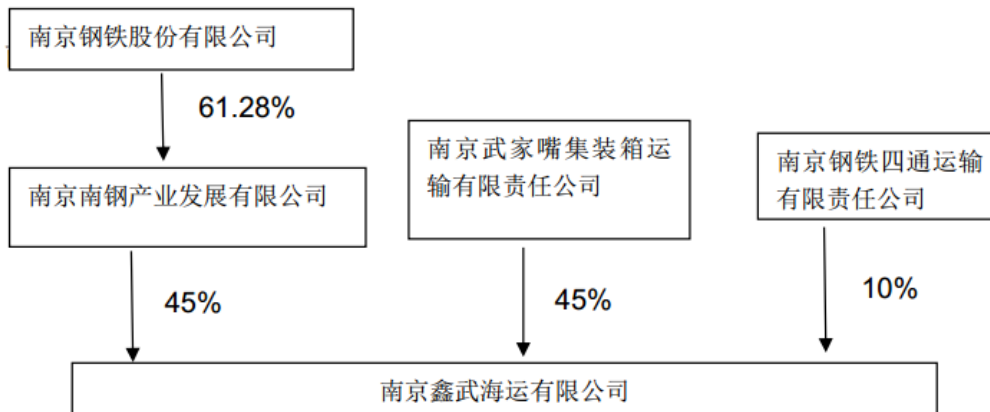 南京钢铁股份有限公司
61.28%
南京武家嘴集装箱运
输有限责任公司
南京钢铁四通运输
有限责任公司
南京南钢产业发展有限公司
45%
45%
10%
南京鑫武海运有限公司